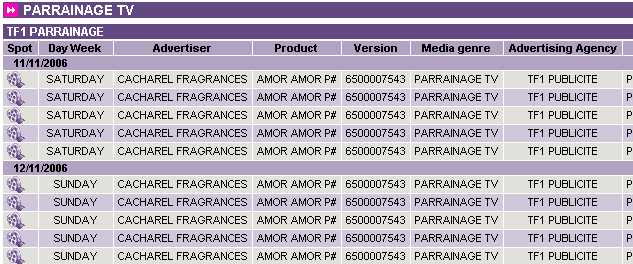 PARRAINAGE TV
TF1 PARRAINAGE
Spot Day Week Advertiser Product Version Media genre Advertising Agency
11/11/2006
SATURDAY CACHAREL FRAGRANCES AMOR AMOR P# 6500007543 PARRAINAGE TV TF1 PUBLICITE P
SATURDAY CACHAREL FRAGRANCES AMOR AMOR P# 6500007543 PARRAINAGE TV TF1 PUBLICITE P
SATURDAY CACHAREL FRAGRANCES AMOR AMOR P# 6500007543 PARRAINAGE TV TF1 PUBLICITE P
SATURDAY CACHAREL FRAGRANCES AMOR AMOR P# 6500007543 PARRAINAGE TV TF1 PUBLICITE P
SATURDAY CACHAREL FRAGRANCES AMOR AMOR P# 6500007543 PARRAINAGE TV TF1 PUBLICITE P
12/11/2006
SUNDAY CACHAREL FRAGRANCES AMOR AMOR P# 6500007543 PARRAINAGE TV TF1 PUBLICITE P
SUNDAY CACHAREL FRAGRANCES AMOR AMOR P# 6500007543 PARRAINAGE TV TF1 PUBLICITE P
SUNDAY CACHAREL FRAGRANCES AMOR AMOR P# 6500007543 PARRAINAGE TV TF1 PUBLICITE P
SUNDAY CACHAREL FRAGRANCES AMOR AMOR P# 6500007543 PARRAINAGE TV TF1 PUBLICITE P
SUNDAY CACHAREL FRAGRANCES AMOR AMOR P# 6500007543 PARRAINAGE TV TF1 PUBLICITE P